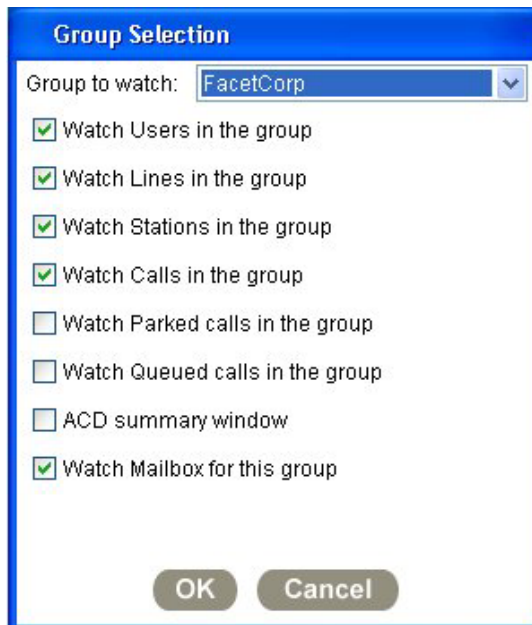 Group Selection
Group to watch: FacetCorp
Watch Users in the group
Watch Lines in the group
Watch Stations in the group
Watch Calls in the group
Watch Parked calls in the group
Watch Queued calls in the group
ACD summary window
Watch Mailbox for this group
OK Cancel